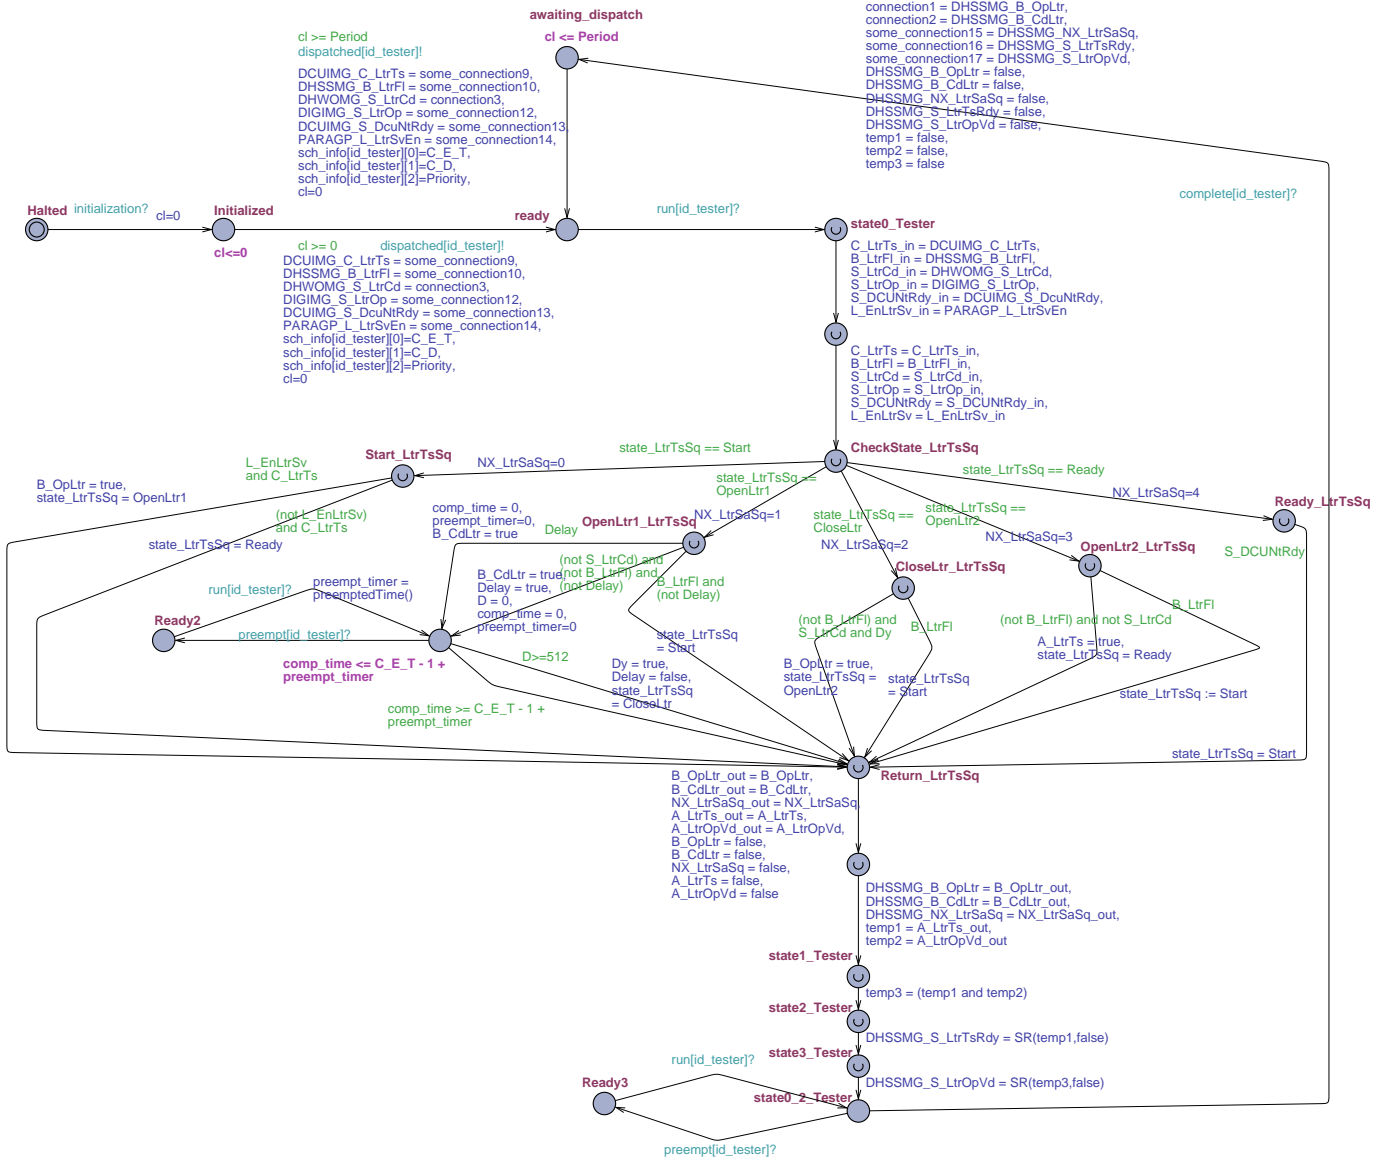 connection1 = DHSSMG_B_OpLtr,
connection2 = DHSSMG_B_CdLtr,
some_connection15 = DHSSMG_NX_LtrSaSq,
some_connection16 = DHSSMG_S_LtrTsRdy,
some_connection17 = DHSSMG_S_LtrOpVd,
DHSSMG_B_OpLtr = false,
DHSSMG_B_CdLtr = false,
DHSSMG_NX_LtrSaSq = false,
DHSSMG_S_LtrTsRdy = false,
DHSSMG_S_LtrOpVd = false,
temp1 = false,
temp2 = false,
temp3 = false
awaiting_dispatch
cl <= Period
cl >= Period
dispatched[id_tester]!
DCUIMG_C_LtrTs = some_connection9,
DHSSMG_B_LtrFl = some_connection10,
DHWOMG_S_LtrCd = connection3,
DIGIMG_S_LtrOp = some_connection12,
DCUIMG_S_DcuNtRdy = some_connection13,
PARAGP_L_LtrSvEn = some_connection14,
sch_info[id_tester][0]=C_E_T,
sch_info[id_tester][1]=C_D,
sch_info[id_tester][2]=Priority,
cl=0
complete[id_tester]?
Halted
initialization?
cl=0
Initialized
cl<=0
ready
run[id_tester]?
state0_Tester
cl >= 0
dispatched[id_tester]!
DCUIMG_C_LtrTs = some_connection9,
DHSSMG_B_LtrFl = some_connection10,
DHWOMG_S_LtrCd = connection3,
DIGIMG_S_LtrOp = some_connection12,
DCUIMG_S_DcuNtRdy = some_connection13,
PARAGP_L_LtrSvEn = some_connection14,
sch_info[id_tester][0]=C_E_T,
sch_info[id_tester][1]=C_D,
sch_info[id_tester][2]=Priority,
cl=0
C_LtrTs_in = DCUIMG_C_LtrTs,
B_LtrFl_in = DHSSMG_B_LtrFl,
S_LtrCd_in = DHWOMG_S_LtrCd,
S_LtrOp_in = DIGIMG_S_LtrOp,
S_DCUNtRdy_in = DCUIMG_S_DcuNtRdy,
L_EnLtrSv_in = PARAGP_L_LtrSvEn
C_LtrTs = C_LtrTs_in,
B_LtrFl = B_LtrFl_in,
S_LtrCd = S_LtrCd_in,
S_LtrOp = S_LtrOp_in,
S_DCUNtRdy = S_DCUNtRdy_in,
L_EnLtrSv = L_EnLtrSv_in
CheckState_LtrTsSq
state_LtrTsSq == Start
NX_LtrSaSq=0
Start_LtrTsSq
L_EnLtrSv
and C_LtrTs
B_OpLtr = true,
state_LtrTsSq = OpenLtr1
(not L_EnLtrSv)
and C_LtrTs
state_LtrTsSq = Ready
state_LtrTsSq ==
OpenLtr1
NX_LtrSaSq=1
OpenLtr1_LtrTsSq
state_LtrTsSq ==
CloseLtr
NX_LtrSaSq=2
CloseLtr_LtrTsSq
state_LtrTsSq ==
OpenLtr2
NX_LtrSaSq=3
OpenLtr2_LtrTsSq
state_LtrTsSq == Ready
NX_LtrSaSq=4
Ready_LtrTsSq
S_DCUNtRdy
comp_time = 0,
preempt_timer=0,
B_CdLtr = true
Delay
(not S_LtrCd) and
(not B_LtrFl) and
(not Delay)
B_CdLtr = true,
Delay = true,
D = 0,
comp_time = 0,
preempt_timer=0
B_LtrFl and
(not Delay)
state_LtrTsSq
= Start
run[id_tester]?
preempt_timer =
preemptedTime()
Ready2
preempt[id_tester]?
comp_time <= C_E_T - 1 +
preempt_timer
D>=512
Dy = true,
Delay = false,
state_LtrTsSq
= CloseLtr
comp_time >= C_E_T - 1 +
preempt_timer
(not B_LtrFl) and
S_LtrCd and Dy
B_OpLtr = true,
state_LtrTsSq =
OpenLtr2
B_LtrFl
state_LtrTsSq
= Start
(not B_LtrFl) and not S_LtrCd
A_LtrTs = true,
state_LtrTsSq = Ready
B_LtrFl
state_LtrTsSq := Start
state_LtrTsSq = Start
Return_LtrTsSq
B_OpLtr_out = B_OpLtr,
B_CdLtr_out = B_CdLtr,
NX_LtrSaSq_out = NX_LtrSaSq,
A_LtrTs_out = A_LtrTs,
A_LtrOpVd_out = A_LtrOpVd,
B_OpLtr = false,
B_CdLtr = false,
NX_LtrSaSq = false,
A_LtrTs = false,
A_LtrOpVd = false
DHSSMG_B_OpLtr = B_OpLtr_out,
DHSSMG_B_CdLtr = B_CdLtr_out,
DHSSMG_NX_LtrSaSq = NX_LtrSaSq_out,
temp1 = A_LtrTs_out,
temp2 = A_LtrOpVd_out
state1_Tester
temp3 = (temp1 and temp2)
state2_Tester
DHSSMG_S_LtrTsRdy = SR(temp1,false)
state3_Tester
DHSSMG_S_LtrOpVd = SR(temp3,false)
state0_2_Tester
run[id_tester]?
Ready3
preempt[id_tester]?